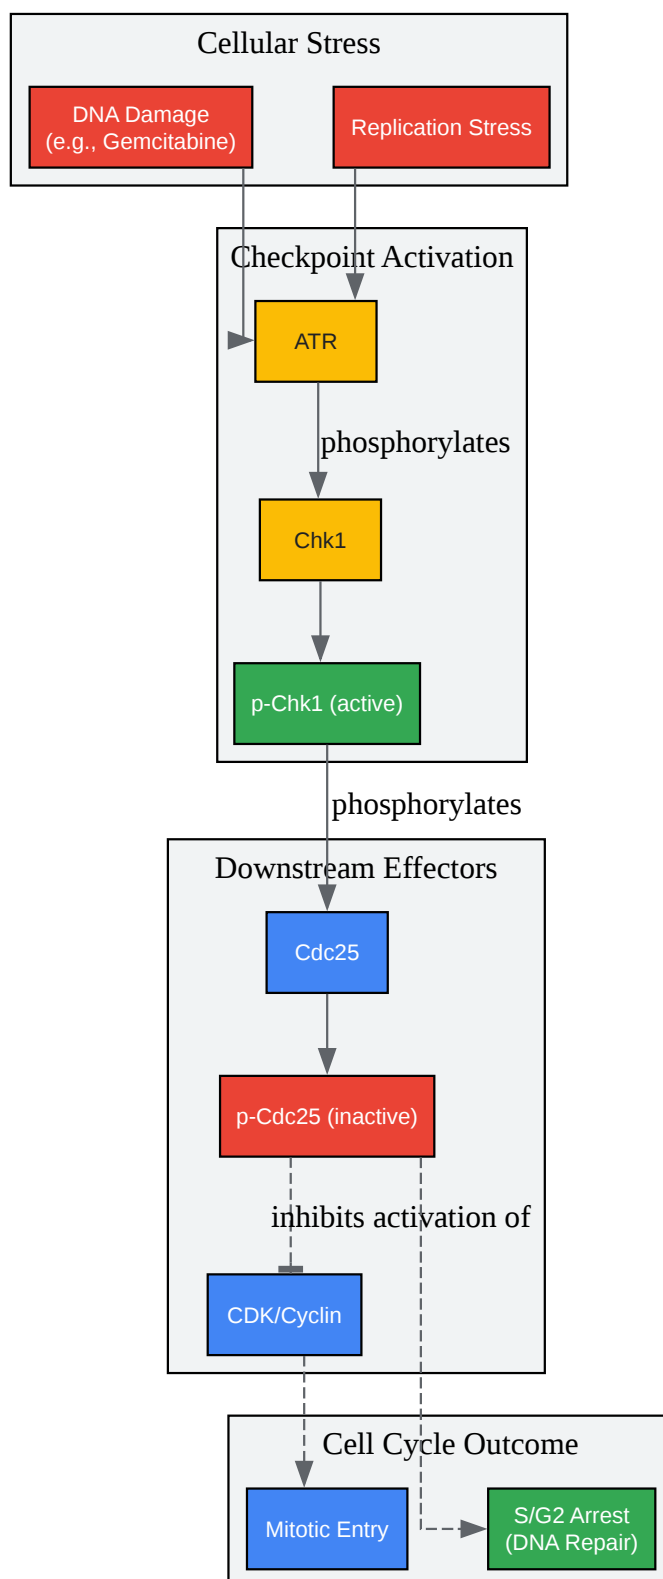 Cellular Stress
DNA Damage
(e.g., Gemcitabine)
Replication Stress
Checkpoint Activation
ATR
phosphorylates
Chk1
p-Chk1 (active)
phosphorylates
Downstream Effectors
Cdc25
p-Cdc25 (inactive)
inhibits activation of
CDK/Cyclin
Cell Cycle Outcome
Mitotic Entry
S/G2 Arrest
(DNA Repair)